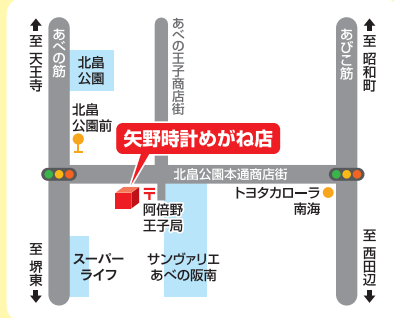 至 天王寺
あべの筋
北畠
公園
あべの王子商店街
あびこ筋
至 昭和町
北畠
公園前
矢野時計めがね店
北畠公園本通商店街
〒
阿倍野
王子局
トヨタカローラ
南海
至 堺東
スーパー
ライフ
サンヴァリエ
あべの阪南
至 西田辺